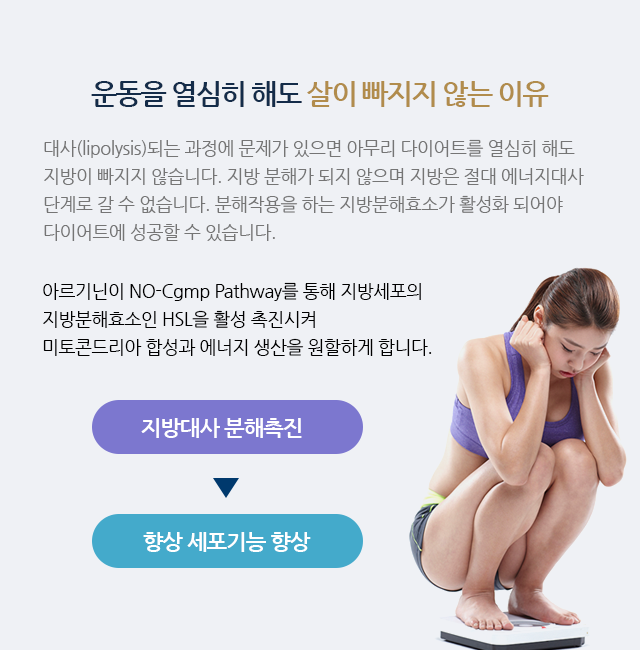 운동을 열심히 해도 살이 빠지지 않는 이유
대사(lipolysis)되는 과정에 문제가 있으면 아무리 다이어트를 열심히 해도
지방이 빠지지 않습니다. 지방 분해가 되지 않으며 지방은 절대 에너지대사
단계로 갈 수 없습니다. 분해작용을 하는 지방분해효소가 활성화 되어야
다이어트에 성공할 수 있습니다.
아르기닌이 NO-Cgmp Pathway를 통해 지방세포의
지방분해효소인 HSL을 활성 촉진시켜
미토콘드리아 합성과 에너지 생산을 원할하게 합니다.
지방대사 분해촉진
향상 세포기능 향상